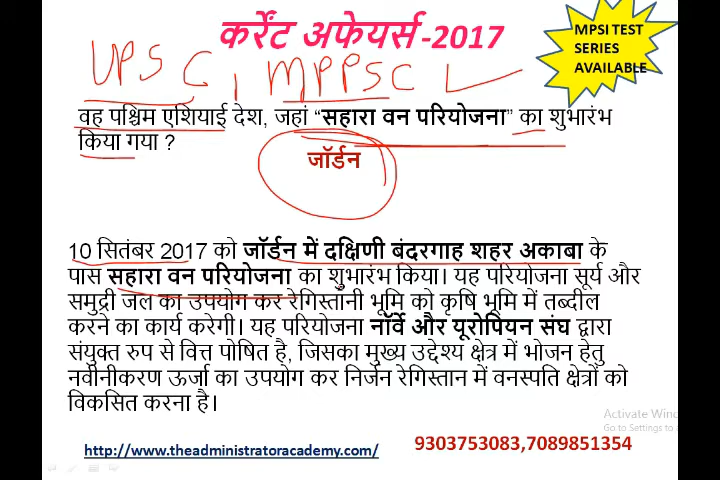 करेंट अफेयर्स-2017
MPSI TEST
SERIES
AVAILABLE
UPSC, MPPSC
वह पश्चिम एशियाई देश, जहां “सहारा वन परियोजना” का शुभारंभ
किया गया ?
जॉर्डन
10 सितंबर 2017 को जॉर्डन में दक्षिणी बंदरगाह शहर अकाबा के
पास सहारा वन परियोजना का शुभारंभ किया। यह परियोजना सूर्य और
समुद्री जल का उपयोग कर रेगिस्तानी भूमि को कृषि भूमि में तब्दील
करने का कार्य करेगी। यह परियोजना नॉर्वे और यूरोपियन संघ द्वारा
संयुक्त रुप से वित्त पोषित है, जिसका मुख्य उद्देश्य क्षेत्र में भोजन हेतु
नवीनीकरण ऊर्जा का उपयोग कर निर्जन रेगिस्तान में वनस्पति क्षेत्रों को
विकसित करना है।
Activate Win
Go to Settings to
http://www.theadministratoracademy.com/
9303753083,7089851354